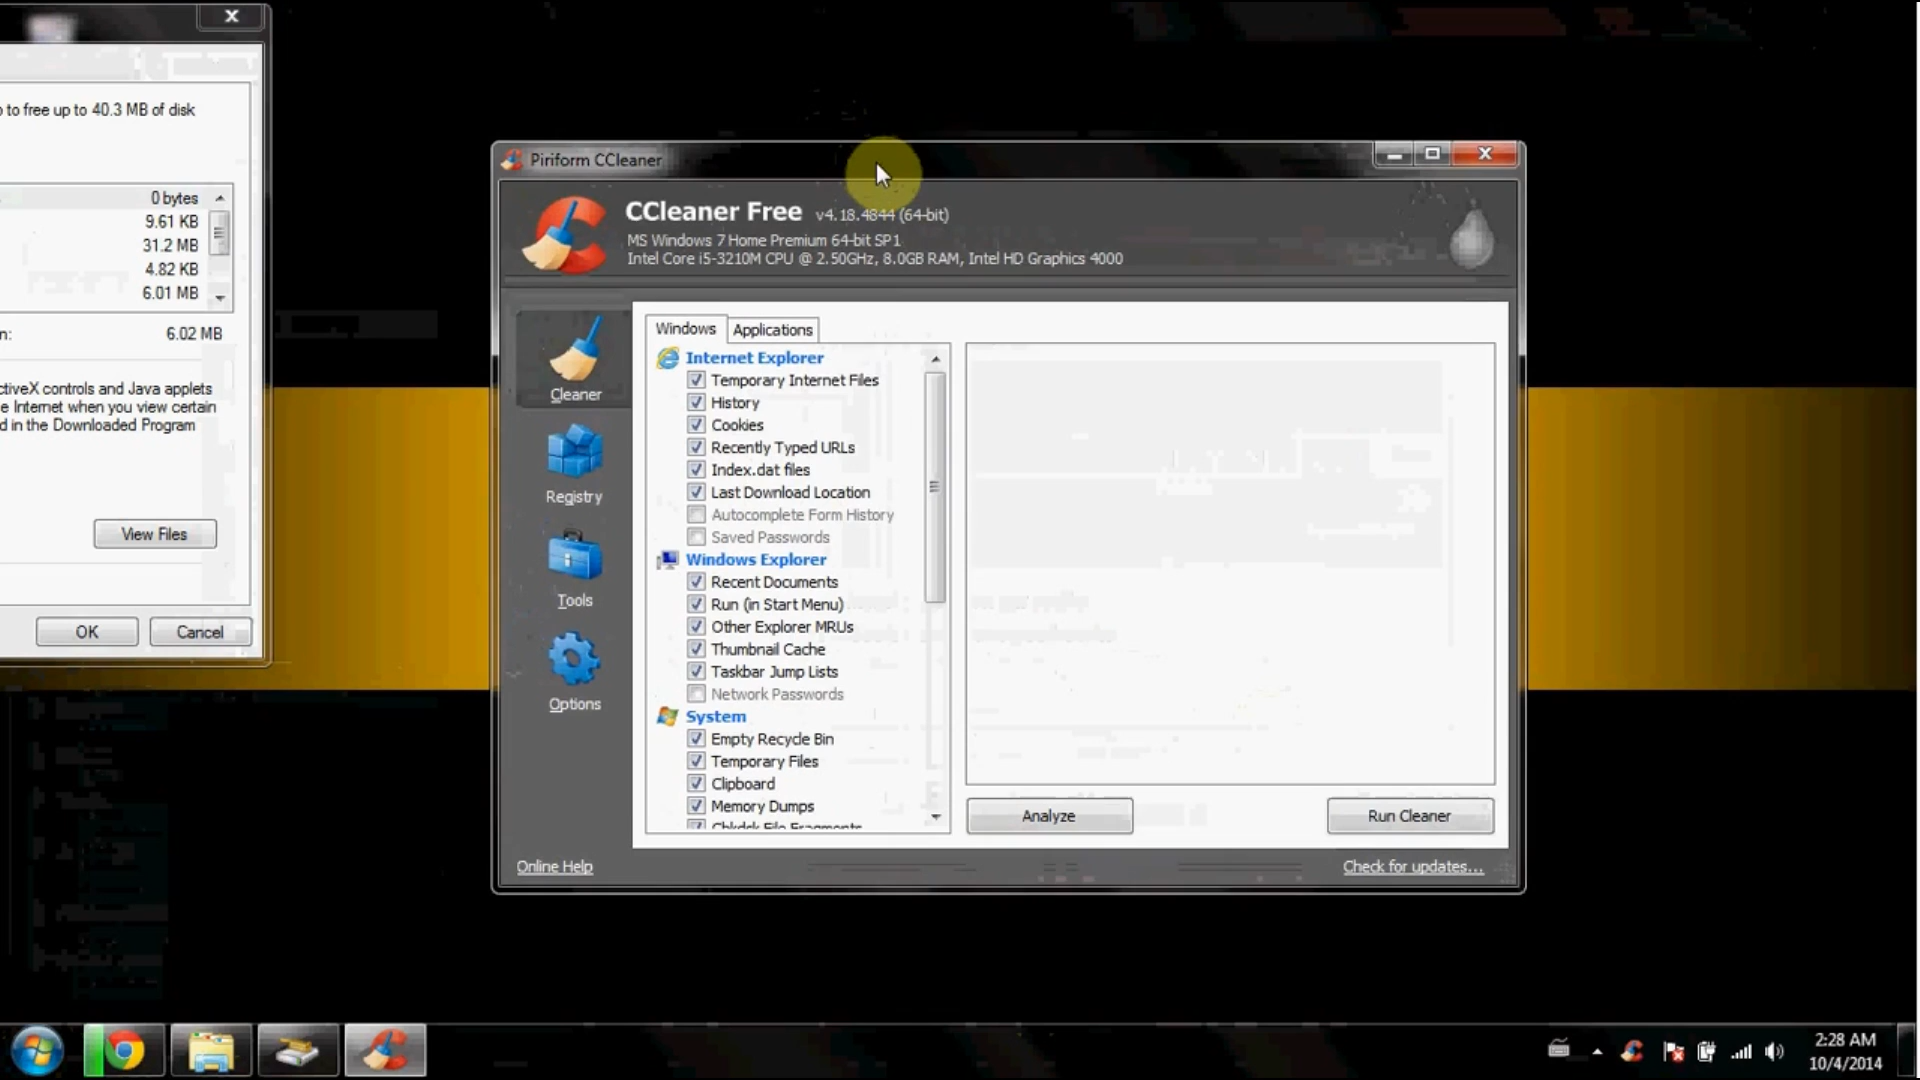 to free up to 40.3 MB of disk
0 bytes
9.61 KB
31.2 MB
4.82 KB
6.01 MB
n:
6.02 MB
ctiveX controls and Java applets
e Internet when you view certain
d in the Downloaded Program
View Files
OK
Cancel
Piriform CCleaner
CCleaner Free v4.18.4844 (64-bit)
MS Windows 7 Home Premium 64-bit SP1
Intel Core i5-3210M CPU @ 2.50GHz, 8.0GB RAM, Intel HD Graphics 4000
Cleaner
Registry
Tools
Options
Windows
Applications
Internet Explorer
Temporary Internet Files
History
Cookies
Recently Typed URLs
Index.dat files
Last Download Location
Autocomplete Form History
Saved Passwords
Windows Explorer
Recent Documents
Run (in Start Menu)
Other Explorer MRUs
Thumbnail Cache
Taskbar Jump Lists
Network Passwords
System
Empty Recycle Bin
Temporary Files
Clipboard
Memory Dumps
Chkdsk File Fragments
Analyze
Run Cleaner
Online Help
Check for updates...
2:28 AM
10/4/2014